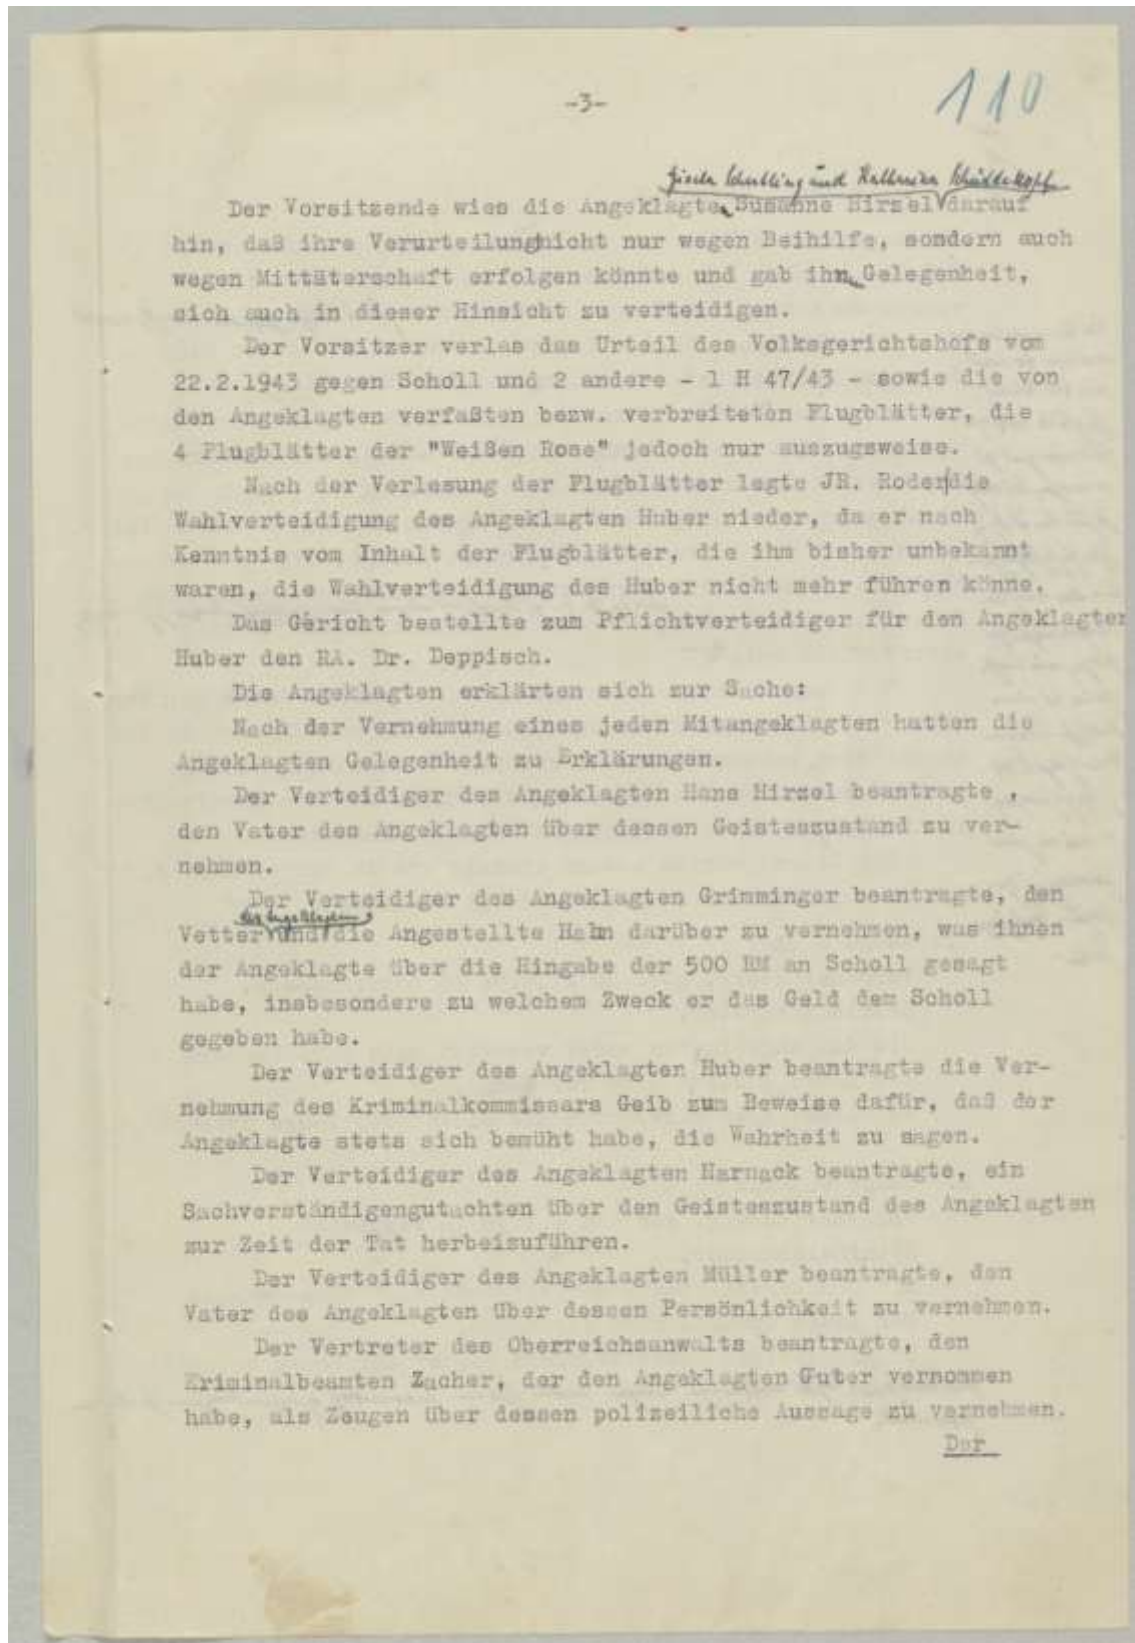 -3-
110
Gisela Schertling und Katharina Schüddekopf
Der Vorsitzende wies die Angeklagten Susanne Hirzel darauf
hin, daß ihre Verurteilung nicht nur wegen Beihilfe, sondern auch
wegen Mittäterschaft erfolgen könnte und gab ihnen Gelegenheit,
sich auch in dieser Hinsicht zu verteidigen.
Der Vorsitzer verlas das Urteil des Volksgerichtshofs vom
22.2.1943 gegen Scholl und 2 andere - 1 H 47/43 - sowie die von
den Angeklagten verfaßten bezw. verbreiteten Flugblätter, die
4 Flugblätter der "Weißen Rose" jedoch nur auszugsweise.
Nach der Verlesung der Flugblätter legte JR. Roder die
Wahlverteidigung des Angeklagten Huber nieder, da er nach
Kenntnis vom Inhalt der Flugblätter, die ihm bisher unbekannt
waren, die Wahlverteidigung des Huber nicht mehr führen könne.
Das Gericht bestellte zum Pflichtverteidiger für den Angeklagten
Huber den RA. Dr. Deppisch.
Die Angeklagten erklärten sich zur Sache:
Nach der Vernehmung eines jeden Mitangeklagten hatten die
Angeklagten Gelegenheit zu Erklärungen.
Der Verteidiger des Angeklagten Hans Hirzel beantragte ,
den Vater des Angeklagten über dessen Geisteszustand zu ver-
nehmen.
Der Verteidiger des Angeklagten Grimminger beantragte, den
des Angeklagten
Vetter und die Angestellte Hahn darüber zu vernehmen, was ihnen
der Angeklagte über die Hingabe der 500 RM an Scholl gesagt
habe, insbesondere zu welchem Zweck er das Geld dem Scholl
gegeben habe.
Der Verteidiger des Angeklagten Huber beantragte die Ver-
nehmung des Kriminalkommissars Geib zum Beweise dafür, daß der
Angeklagte stets sich bemüht habe, die Wahrheit zu sagen.
Der Verteidiger des Angeklagten Harnack beantragte, ein
Sachverständigengutachten über den Geisteszustand des Angeklagten
zur Zeit der Tat herbeizuführen.
Der Verteidiger des Angeklagten Müller beantragte, den
Vater des Angeklagten über dessen Persönlichkeit zu vernehmen.
Der Vertreter des Oberreichsanwalts beantragte, den
Kriminalbeamten Zacher, der den Angeklagten Guter vernommen
habe, als Zeugen über dessen polizeiliche Aussage zu vernehmen.
Der